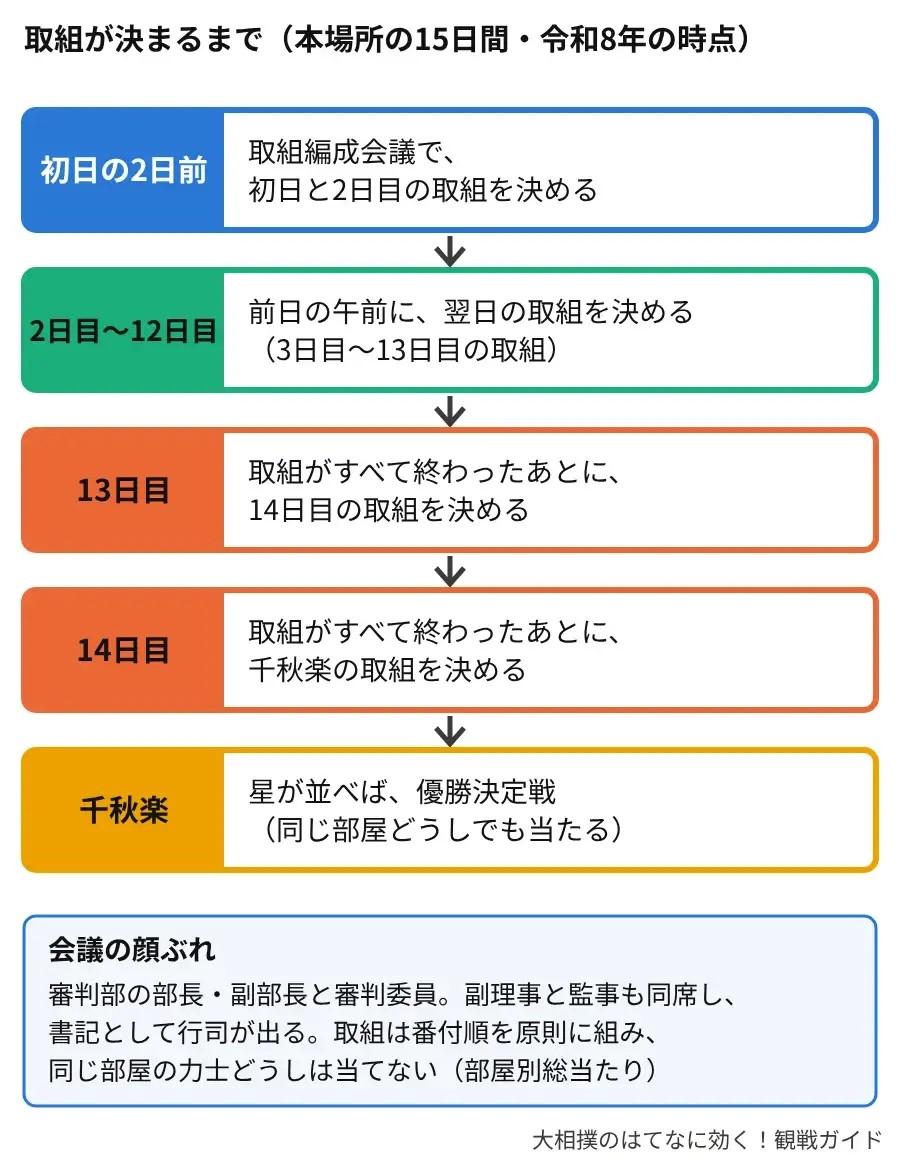 取組が決まるまで（本場所の15日間・令和8年の時点）
初日の2日前
取組編成会議で、
初日と2日目の取組を決める
2日目〜12日目
前日の午前に、翌日の取組を決める
（3日目〜13日目の取組）
13日目
取組がすべて終わったあとに、
14日目の取組を決める
14日目
取組がすべて終わったあとに、
千秋楽の取組を決める
千秋楽
星が並べば、優勝決定戦
（同じ部屋どうしでも当たる）
会議の顔ぶれ
審判部の部長・副部長と審判委員。副理事と監事も同席し、
書記として行司が出る。取組は番付順を原則に組み、
同じ部屋の力士どうしは当てない（部屋別総当たり）
大相撲のはてなに効く！観戦ガイド